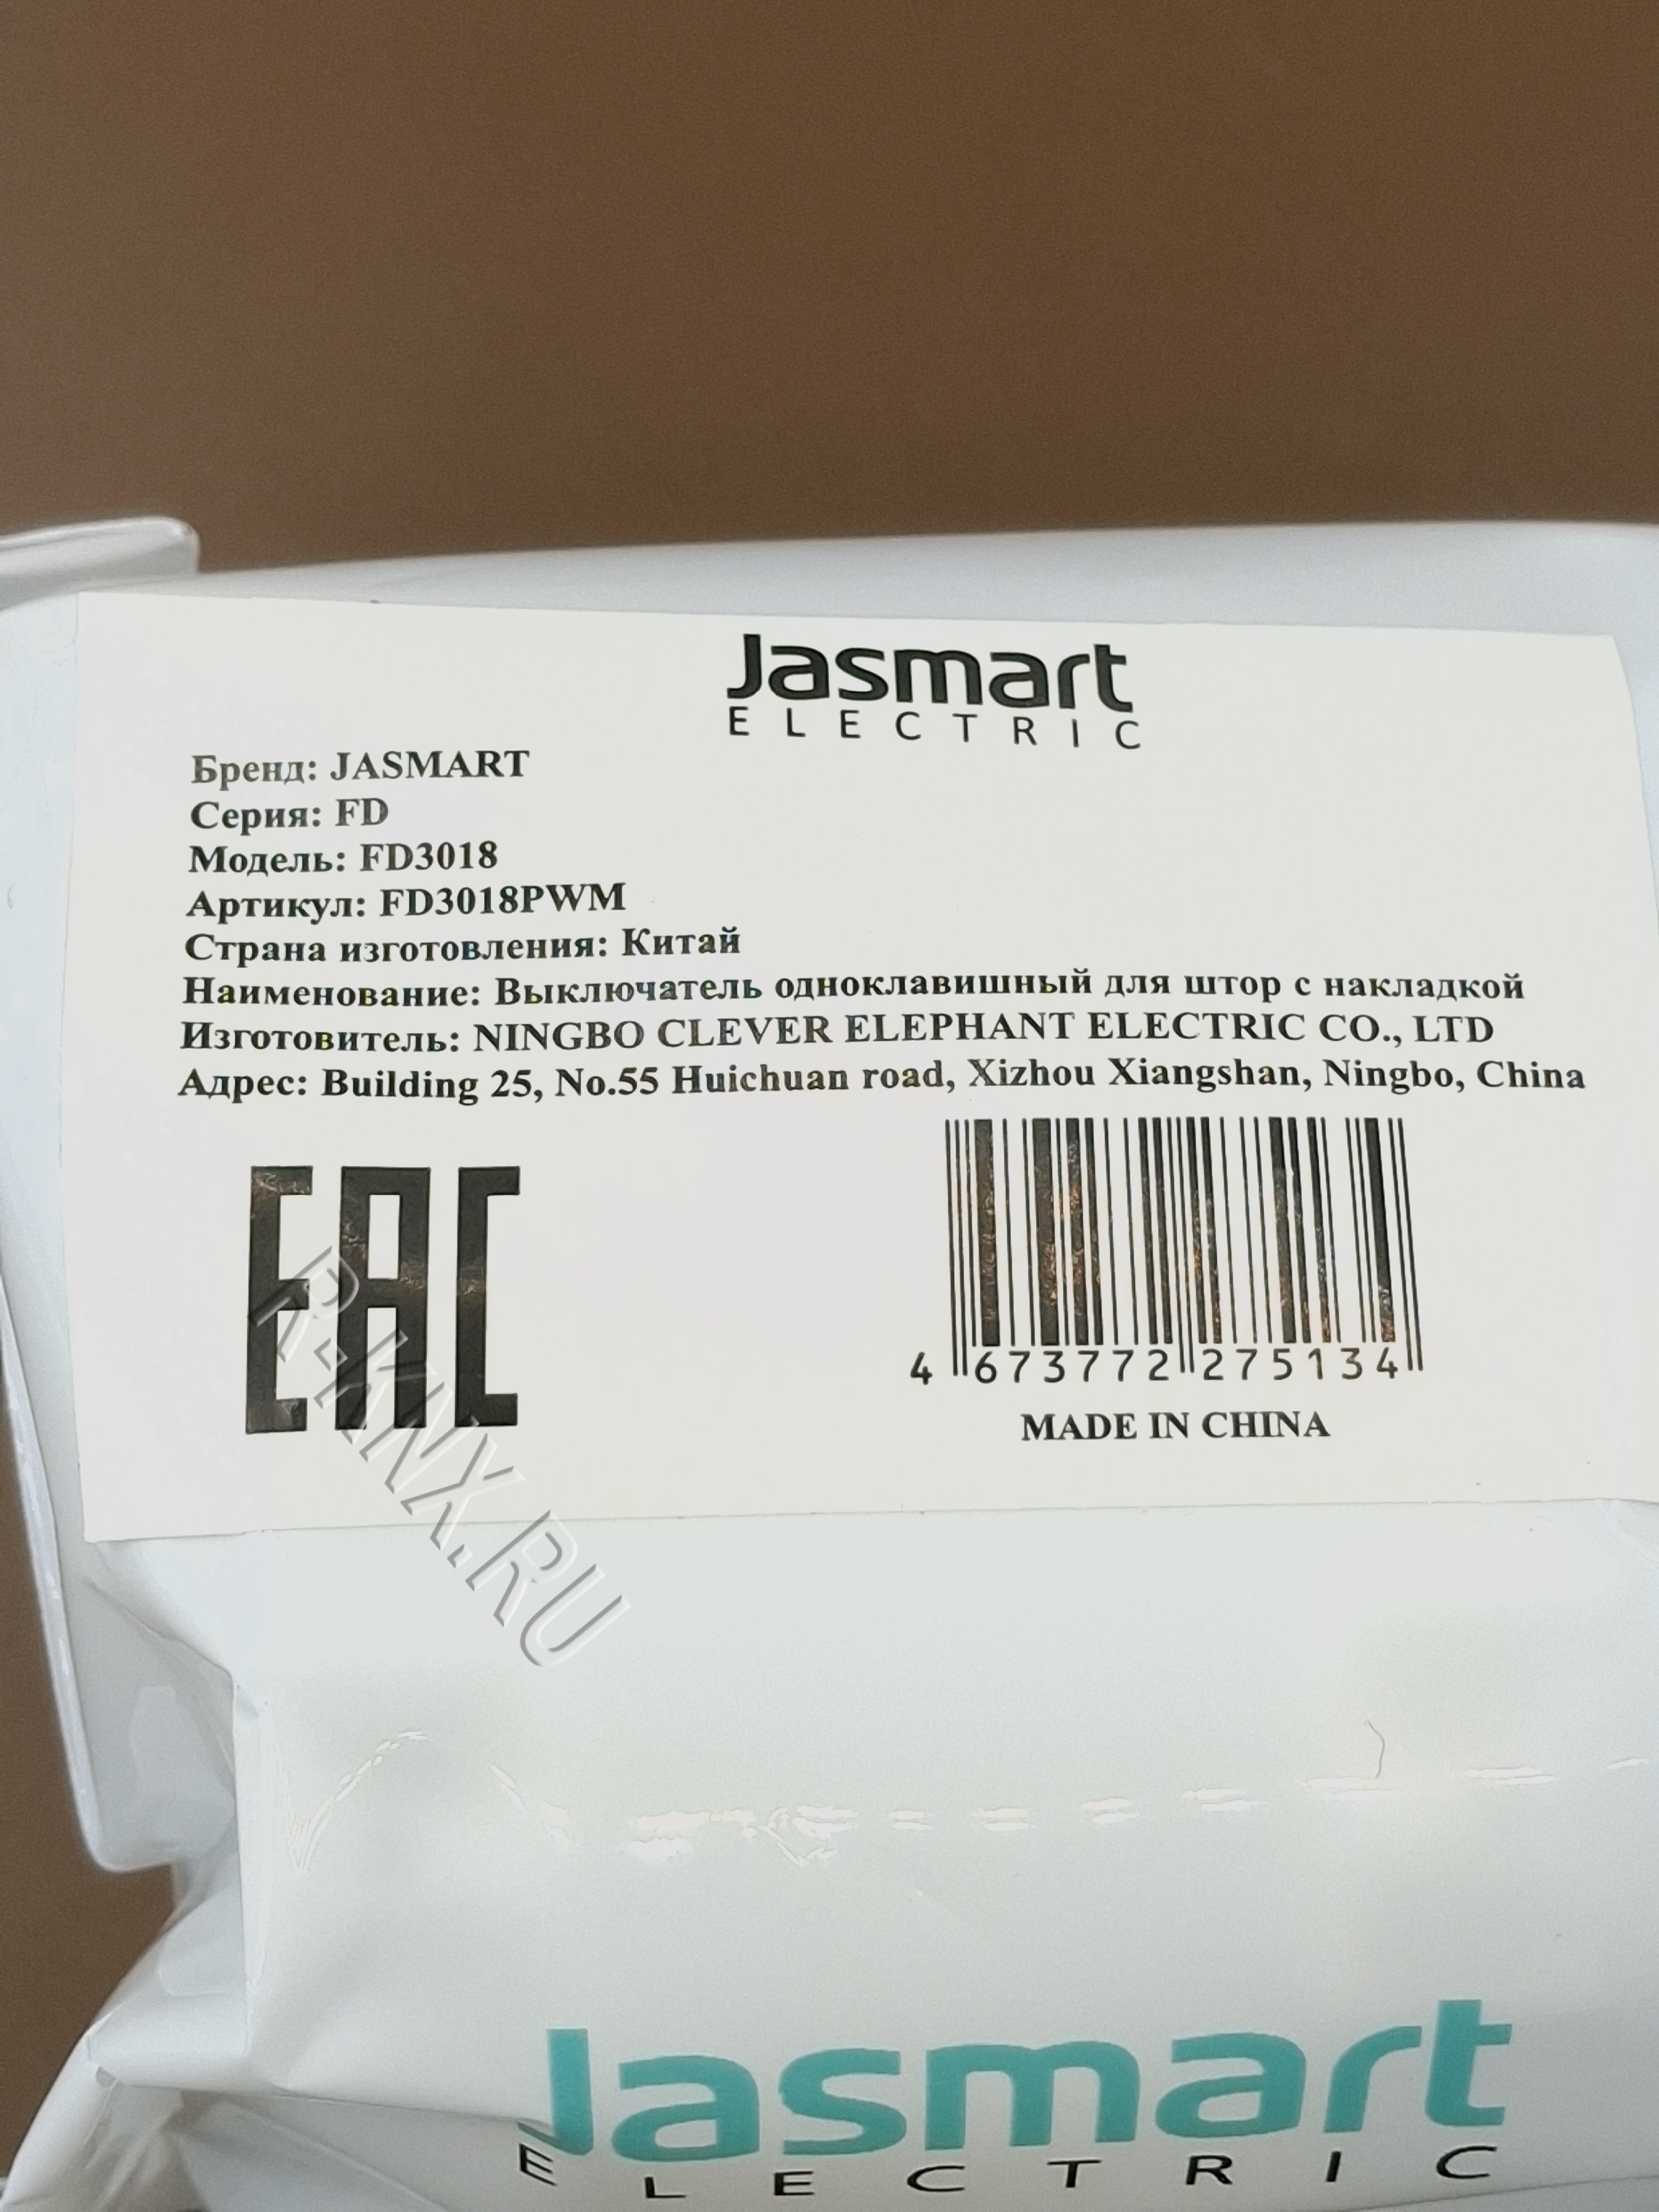 Jasmart
ELECTRIC
Бренд: JASMART
Серия: FD
Модель: FD3018
Артикул: FD3018PWM
Страна изготовления: Китай
Наименование: Выключатель одноклавишный для штор с накладкой
Изготовитель: NINGBO CLEVER ELEPHANT ELECTRIC CO., LTD
Адрес: Building 25, No.55 Huichuan road, Xizhou Xiangshan, Ningbo, China
EAC
4 673772 275134
MADE IN CHINA
R-KNX.RU
Jasmart
ELECTRIC